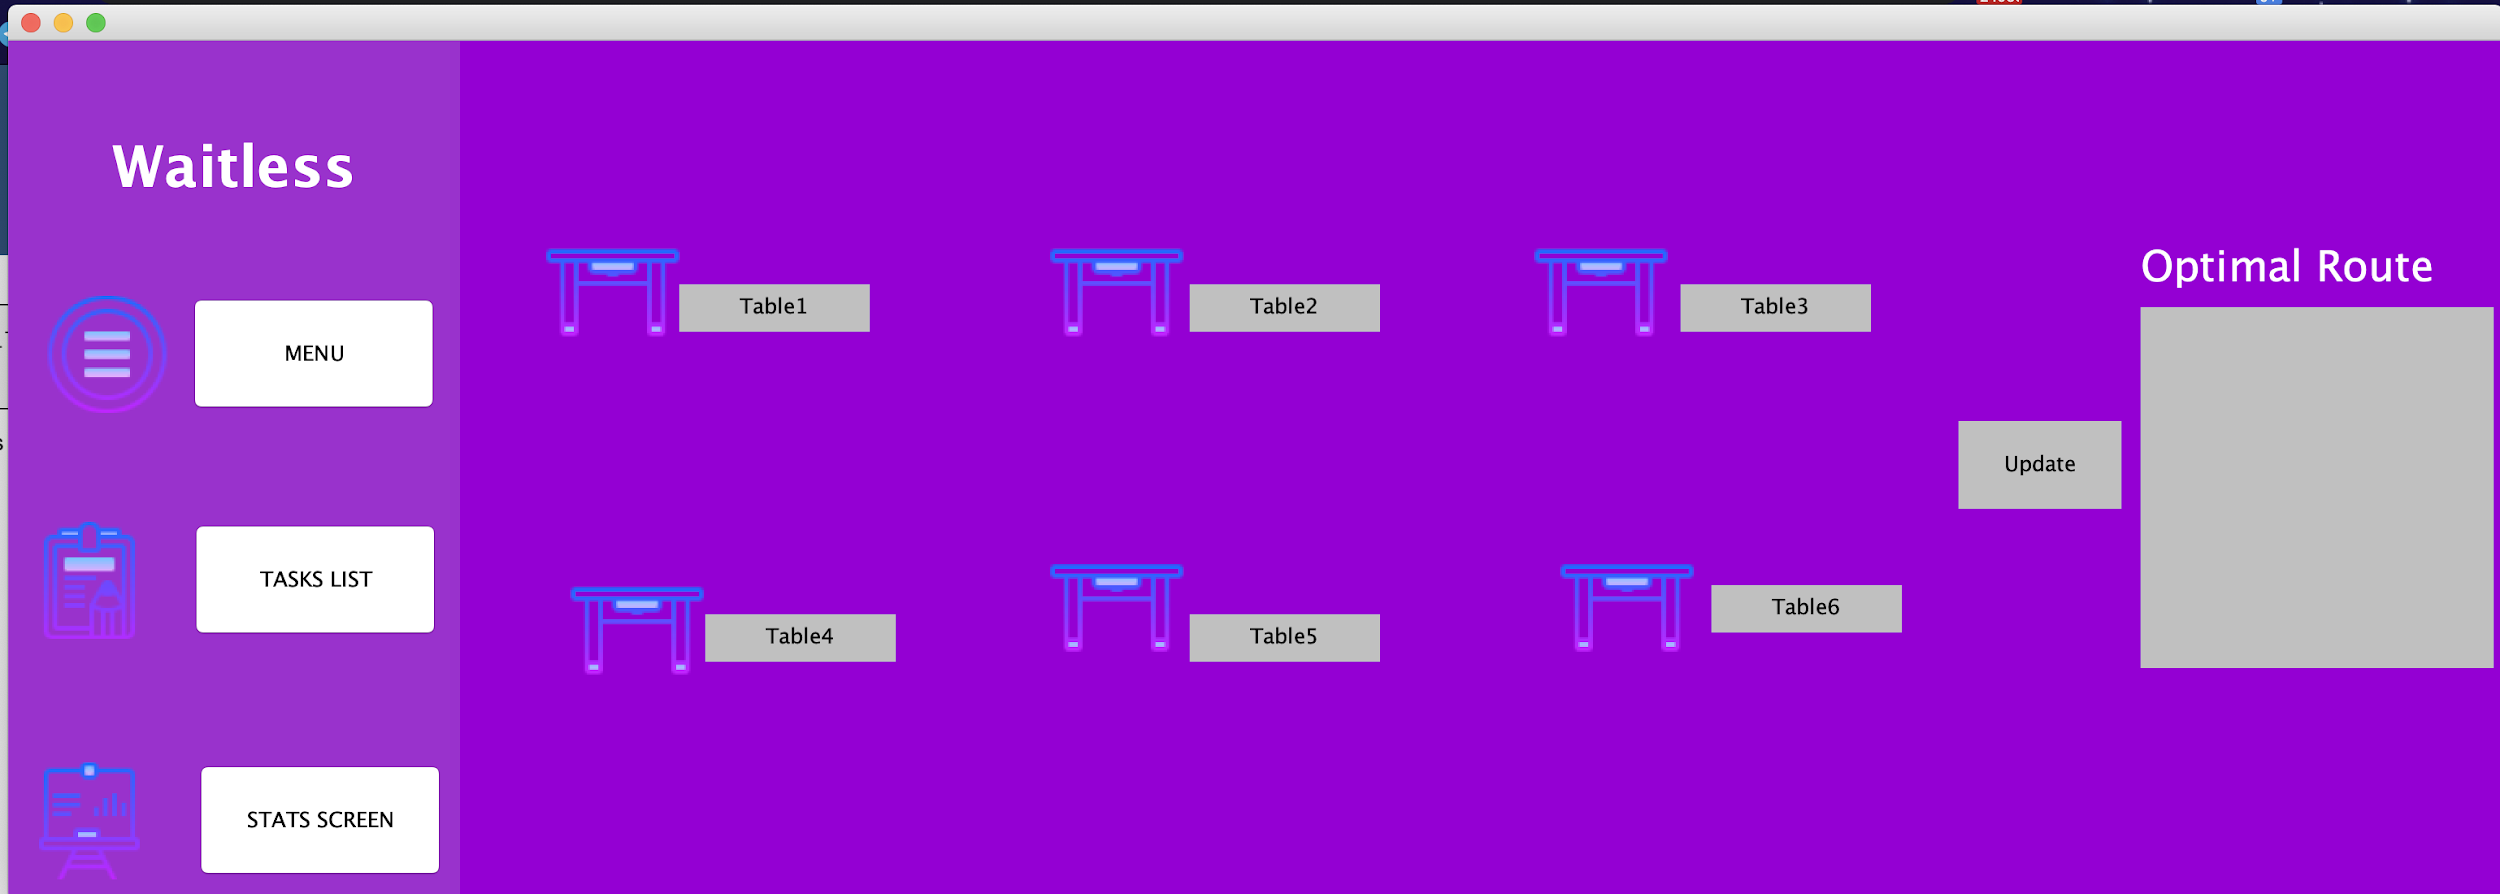 Waitless
MENU
TASKS LIST
STATS SCREEN
Table1
Table2
Table3
Table4
Table5
Table6
Update
Optimal Route